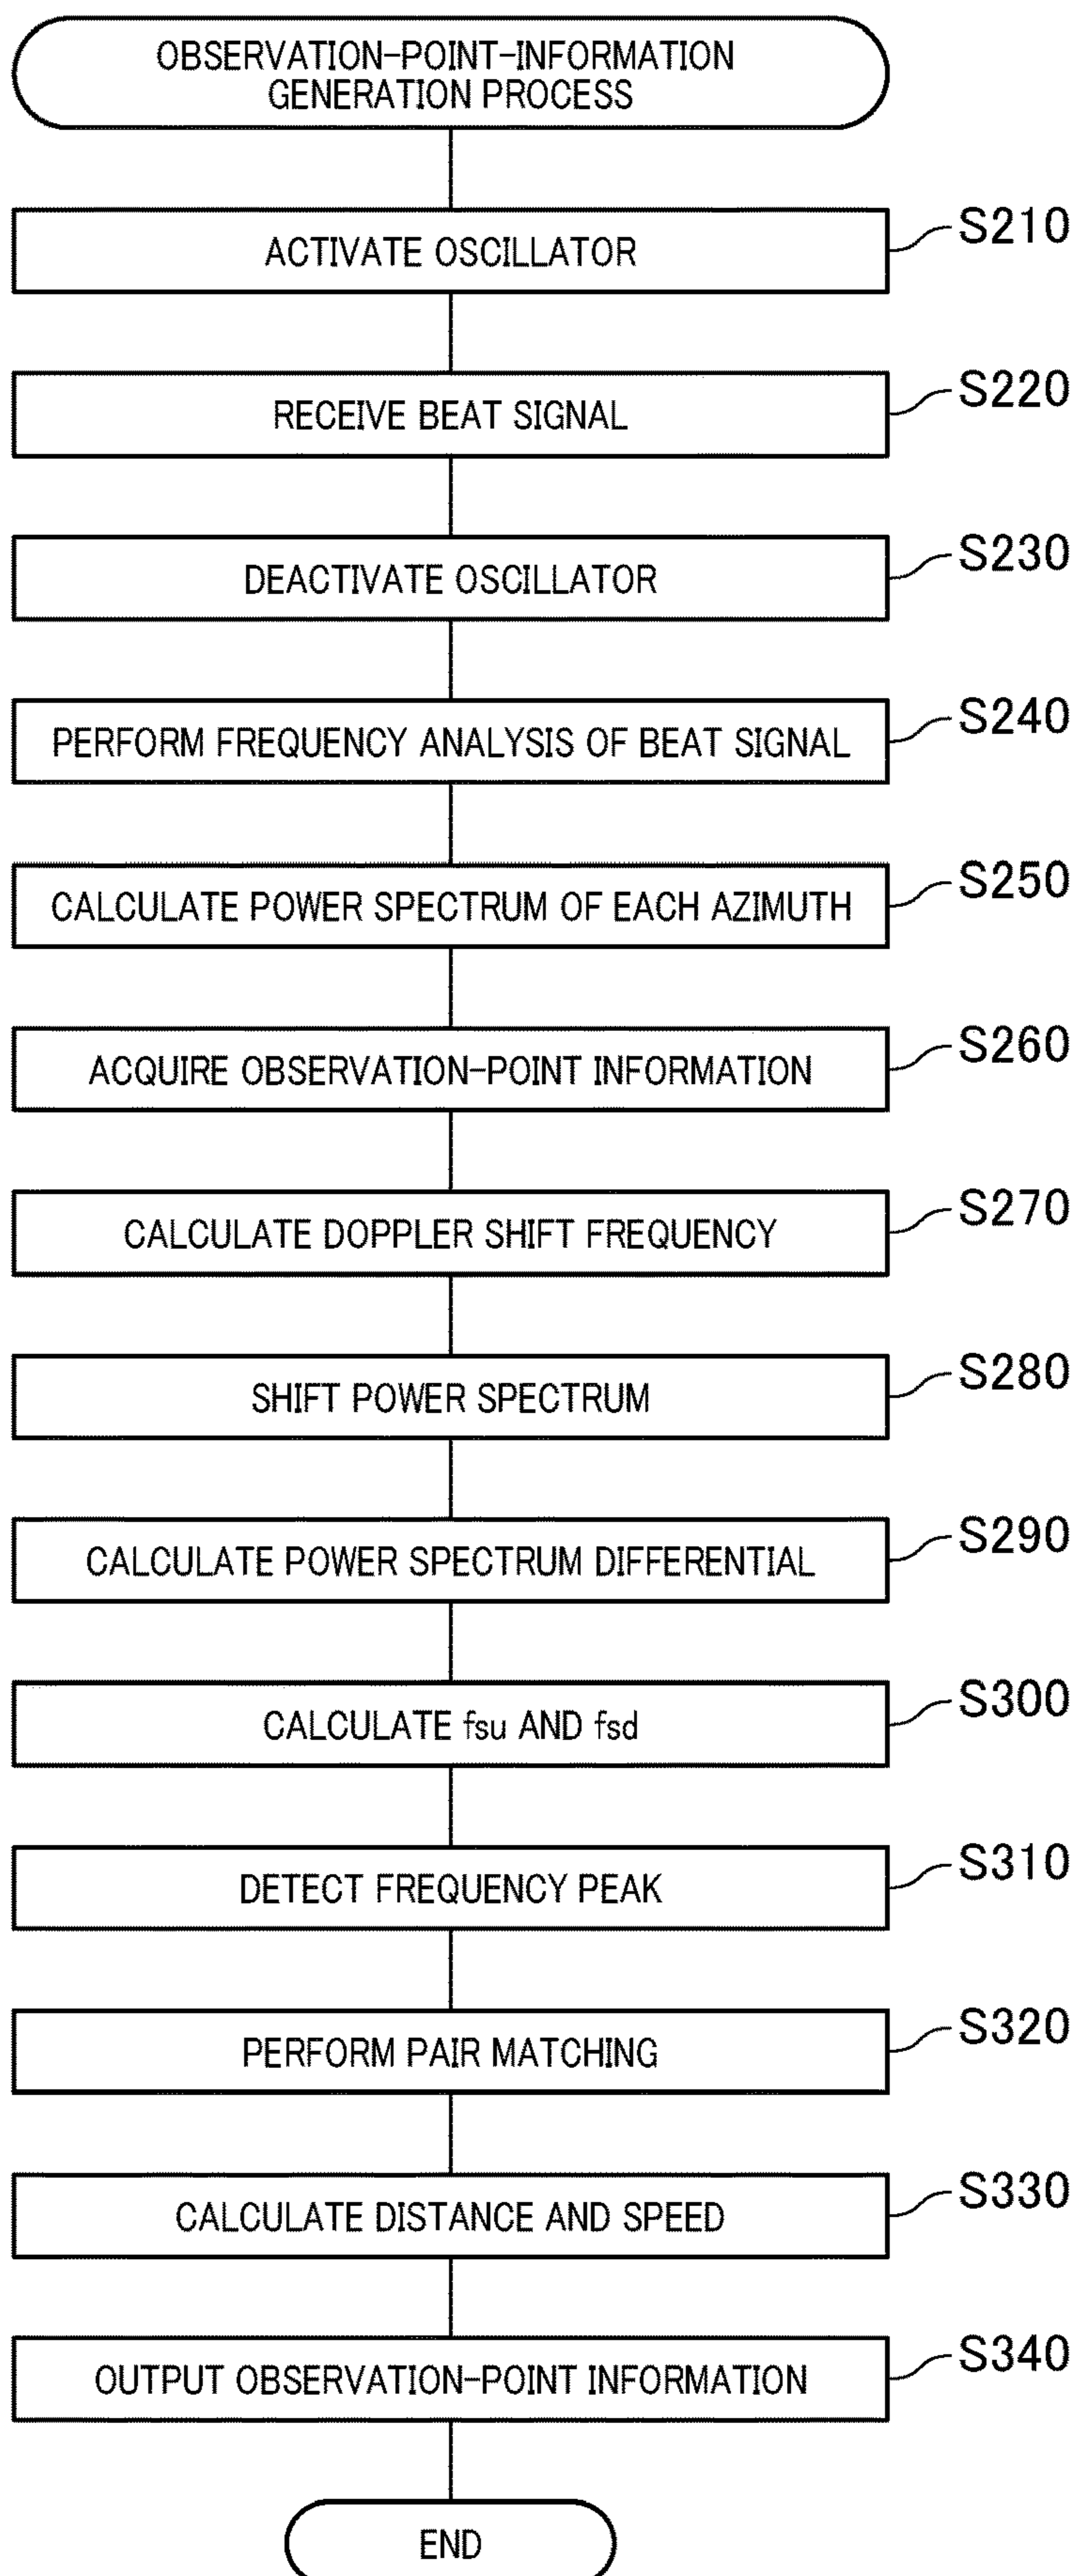 OBSERVATION-POINT-INFORMATION
GENERATION PROCESS
ACTIVATE OSCILLATOR
S210
RECEIVE BEAT SIGNAL
S220
DEACTIVATE OSCILLATOR
S230
PERFORM FREQUENCY ANALYSIS OF BEAT SIGNAL
S240
CALCULATE POWER SPECTRUM OF EACH AZIMUTH
S250
ACQUIRE OBSERVATION-POINT INFORMATION
S260
CALCULATE DOPPLER SHIFT FREQUENCY
S270
SHIFT POWER SPECTRUM
S280
CALCULATE POWER SPECTRUM DIFFERENTIAL
S290
CALCULATE fsu AND fsd
S300
DETECT FREQUENCY PEAK
S310
PERFORM PAIR MATCHING
S320
CALCULATE DISTANCE AND SPEED
S330
OUTPUT OBSERVATION-POINT INFORMATION
S340
END